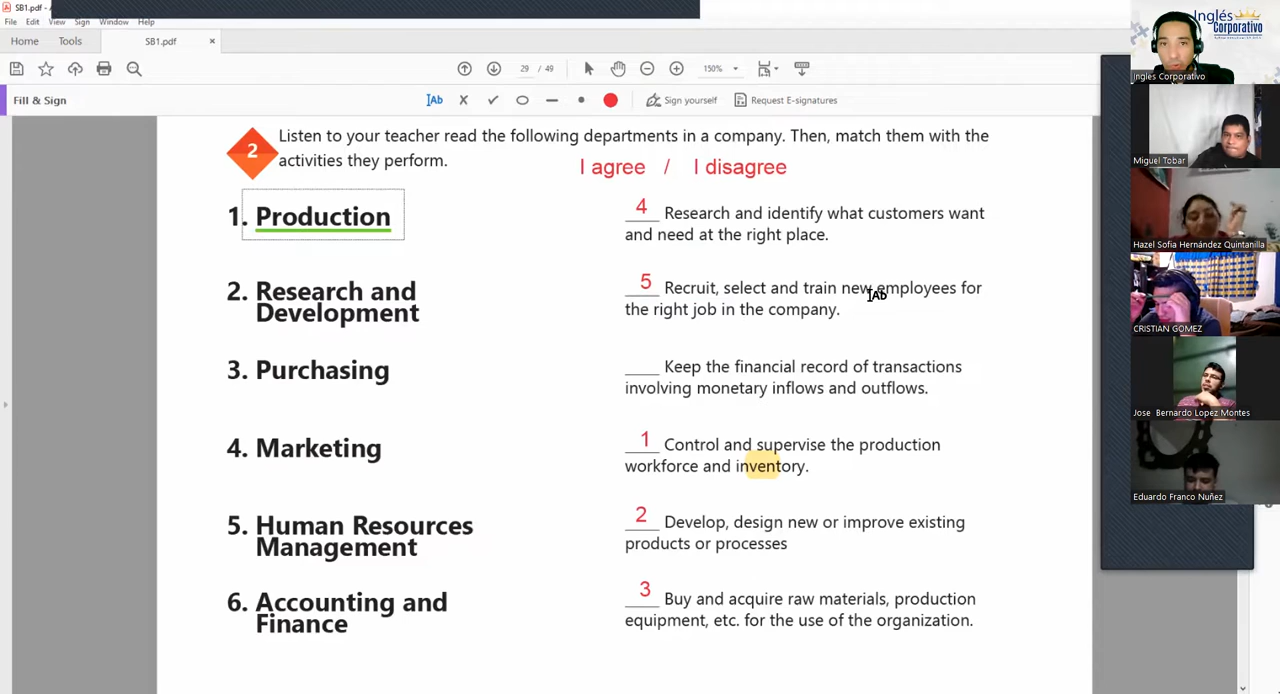 SB1.pdf - A
File Edit View Sign Window Help
Home Tools SB1.pdf ×
29 / 49 150%
Fill & Sign
Ab Sign yourself Request E-signatures
2
Listen to your teacher read the following departments in a company. Then, match them with the
activities they perform.
I agree / I disagree
1. Production
2. Research and
Development
3. Purchasing
4. Marketing
5. Human Resources
Management
6. Accounting and
Finance
4 Research and identify what customers want
and need at the right place.
5 Recruit, select and train new employees for
the right job in the company.
Ab
____ Keep the financial record of transactions
involving monetary inflows and outflows.
1 Control and supervise the production
workforce and inventory.
2 Develop, design new or improve existing
products or processes
3 Buy and acquire raw materials, production
equipment, etc. for the use of the organization.
Inglés
Corporativo
Ingles Corporativo
Miguel Tobar
Hazel Sofia Hernández Quintanilla
CRISTIAN GOMEZ
Jose Bernardo Lopez Montes
Eduardo Franco Nuñez